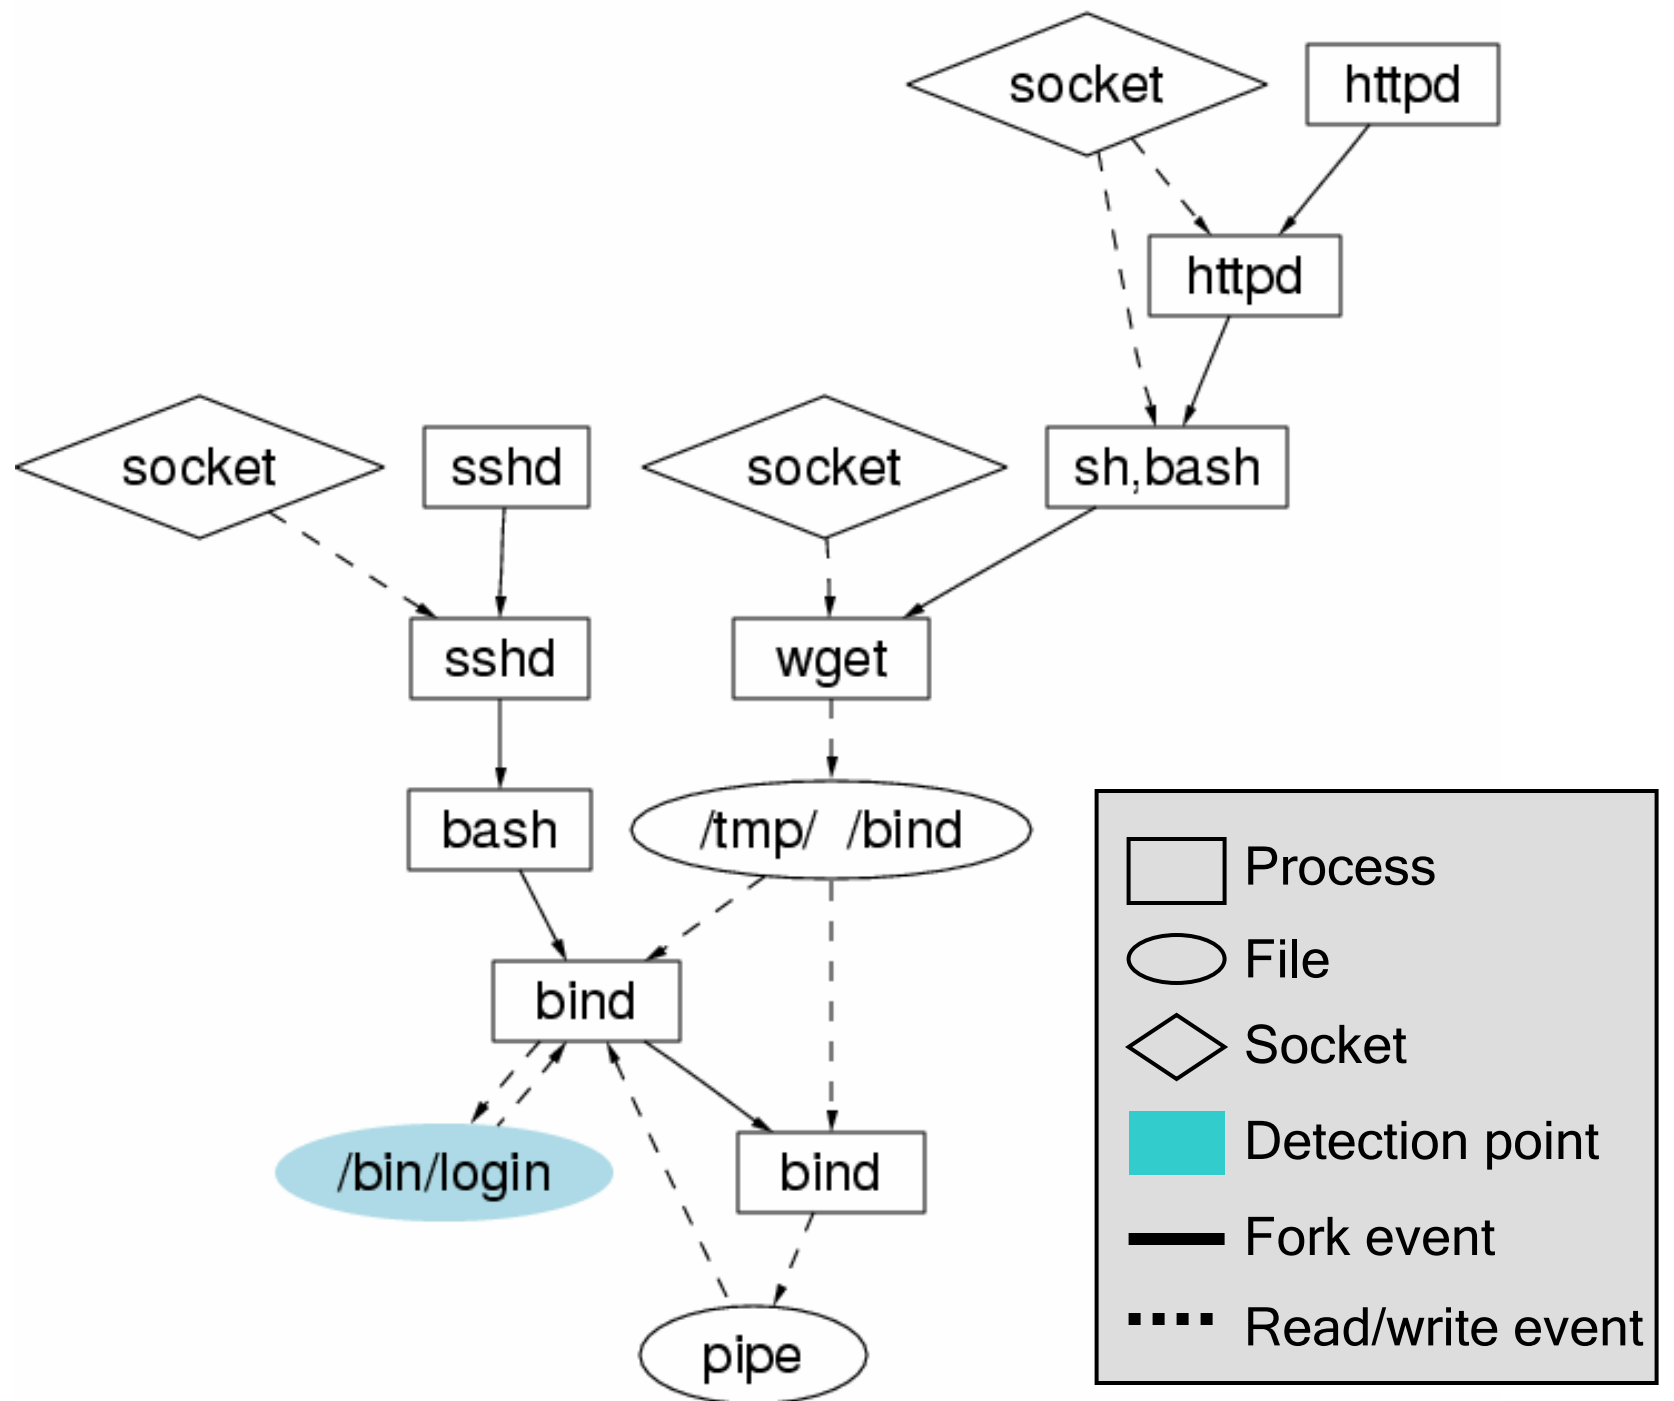 socket
httpd
httpd
socket
sshd
socket
sh,bash
sshd
wget
bash
/tmp/ /bind
bind
/bin/login
bind
pipe
Process
File
Socket
Detection point
Fork event
Read/write event